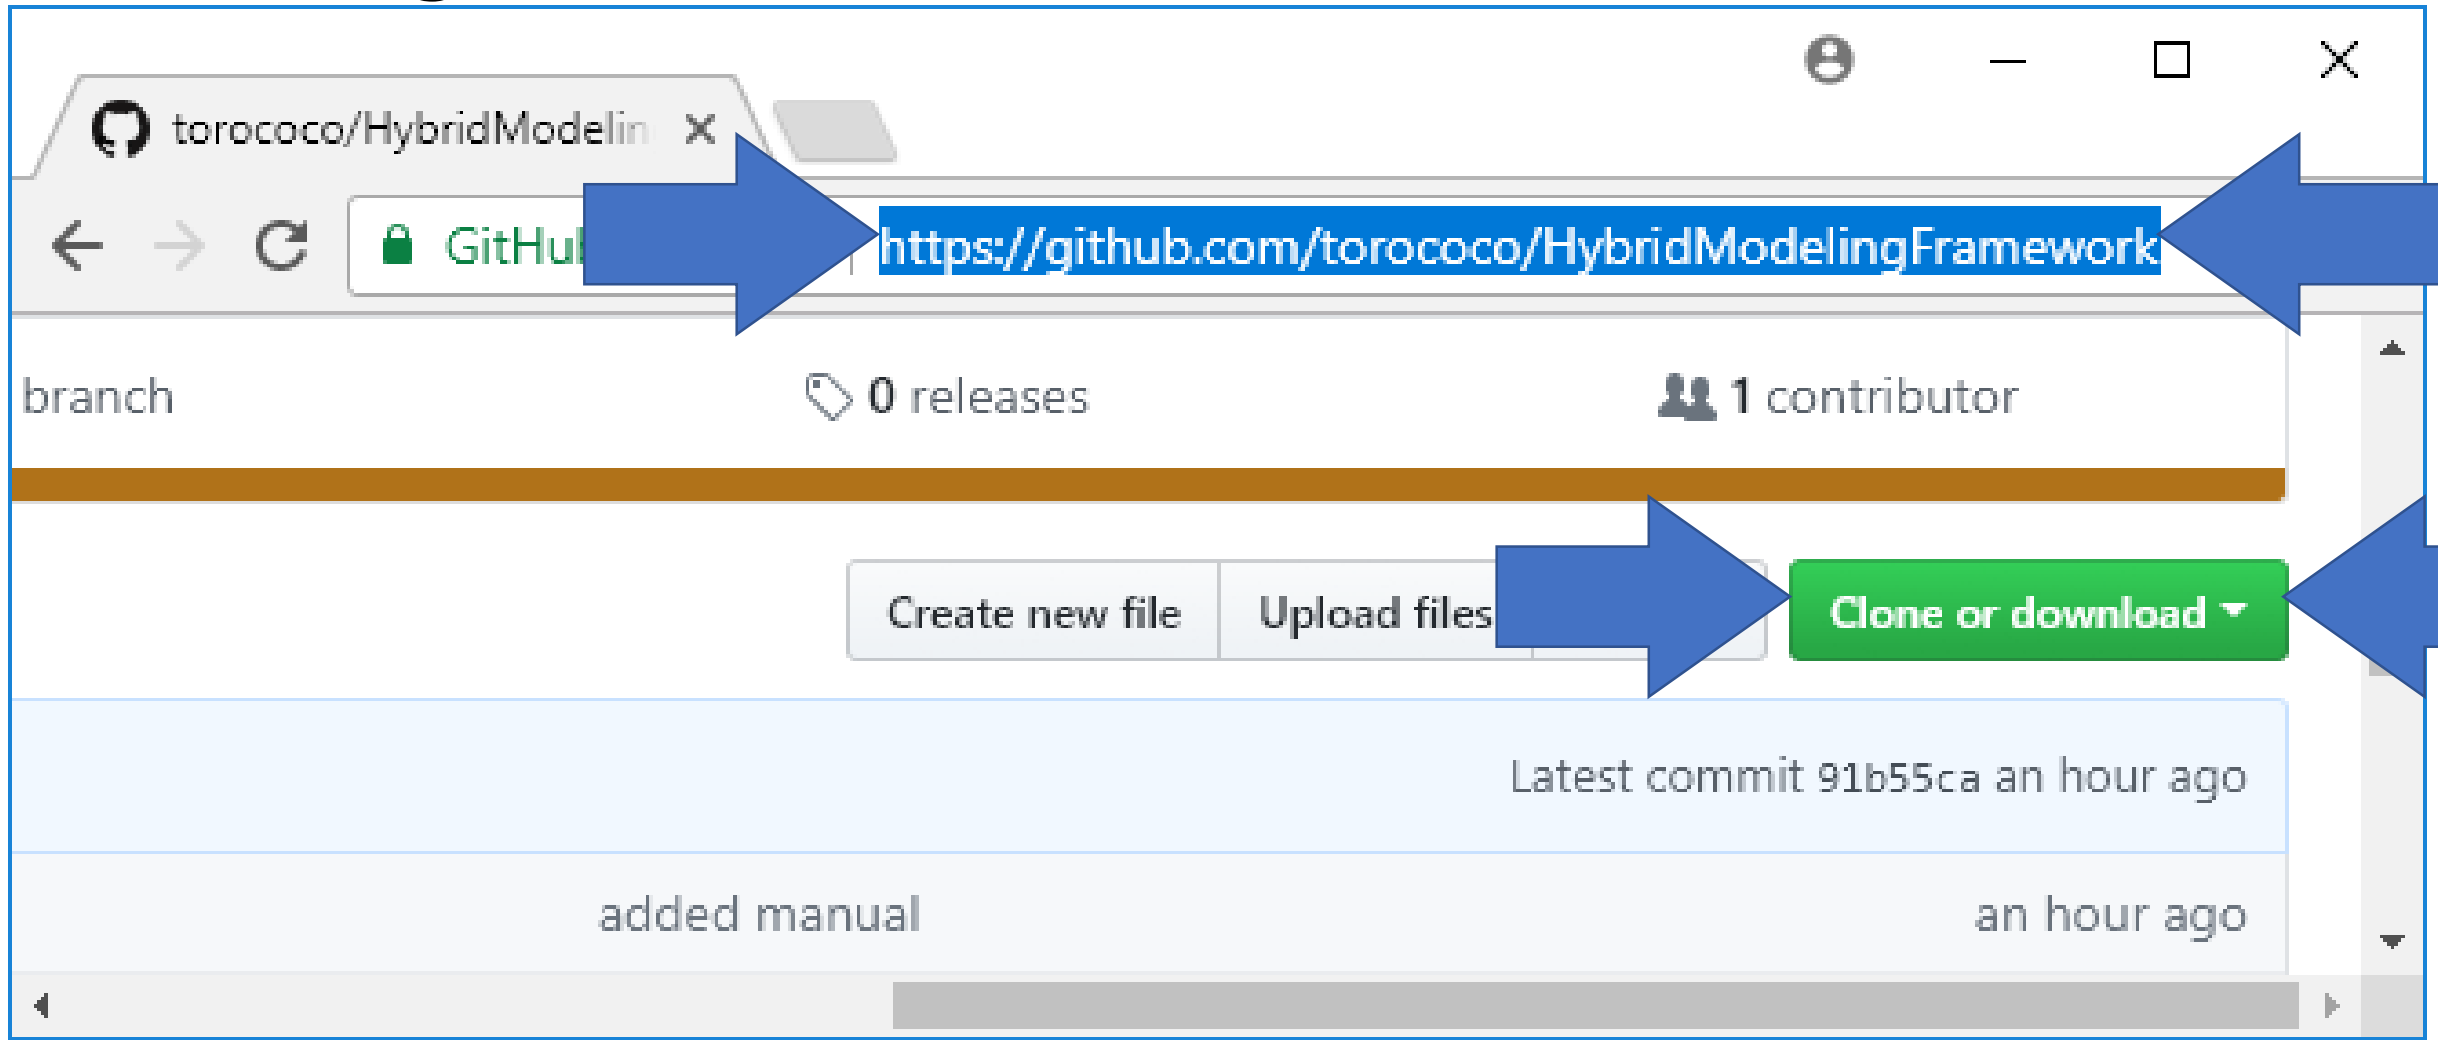 torococo/HybridModelin
https://github.com/torococo/HybridModelingFramework
branch 0 releases 1 contributor
Create new file Upload files Clone or download
Latest commit 91b55ca an hour ago
added manual an hour ago